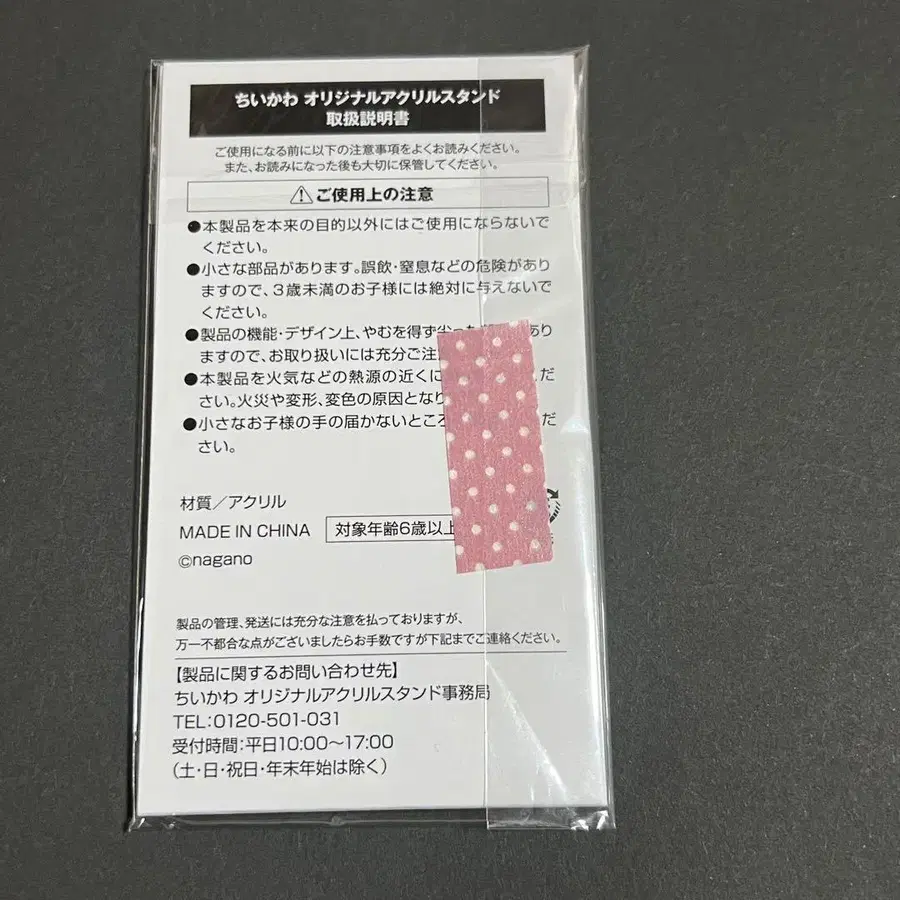 ちいかわ オリジナルアクリルスタンド
取扱説明書
ご使用になる前に以下の注意事項をよくお読みください。
また、お読みになった後も大切に保管してください。
⚠ご使用上の注意
●本製品を本来の目的以外にはご使用にならないで
ください。
●小さな部品があります。誤飲・窒息などの危険があり
ますので、3歳未満のお子様には絶対に与えないで
ください。
●製品の機能・デザイン上、やむを得ず尖った あり
ますので、お取り扱いには充分ご注
●本製品を火気などの熱源の近くに くだ
さい。火災や変形、変色の原因となり
●小さなお子様の手の届かないところ くだ
さい。
材質／アクリル
MADE IN CHINA 対象年齢6歳以上
©nagano
製品の管理、発送には充分な注意を払っておりますが、
万一不都合な点がございましたらお手数ですが下記までご連絡ください。
【製品に関するお問い合わせ先】
ちいかわ オリジナルアクリルスタンド事務局
TEL:0120-501-031
受付時間:平日10:00～17:00
(土・日・祝日・年末年始は除く)